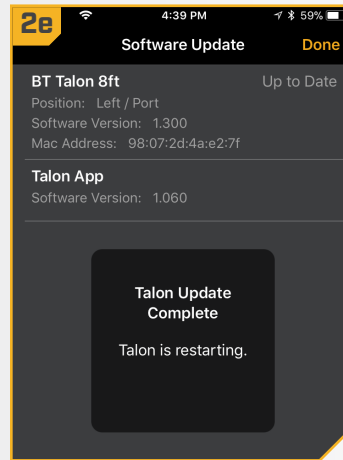 2e
4:39 PM 59%
Software Update Done
BT Talon 8ft Up to Date
Position: Left / Port
Software Version: 1.300
Mac Address: 98:07:2d:4a:e2:7f
Talon App
Software Version: 1.060
Talon Update
Complete
Talon is restarting.